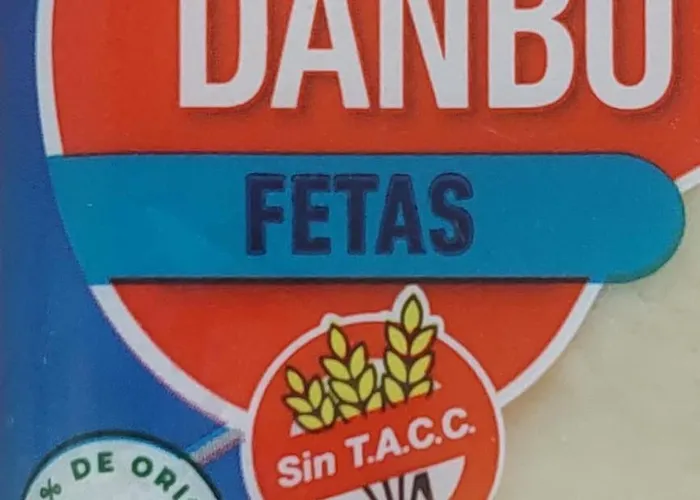 DANBO
FETAS
Sin T.A.C.C.
% DE ORI